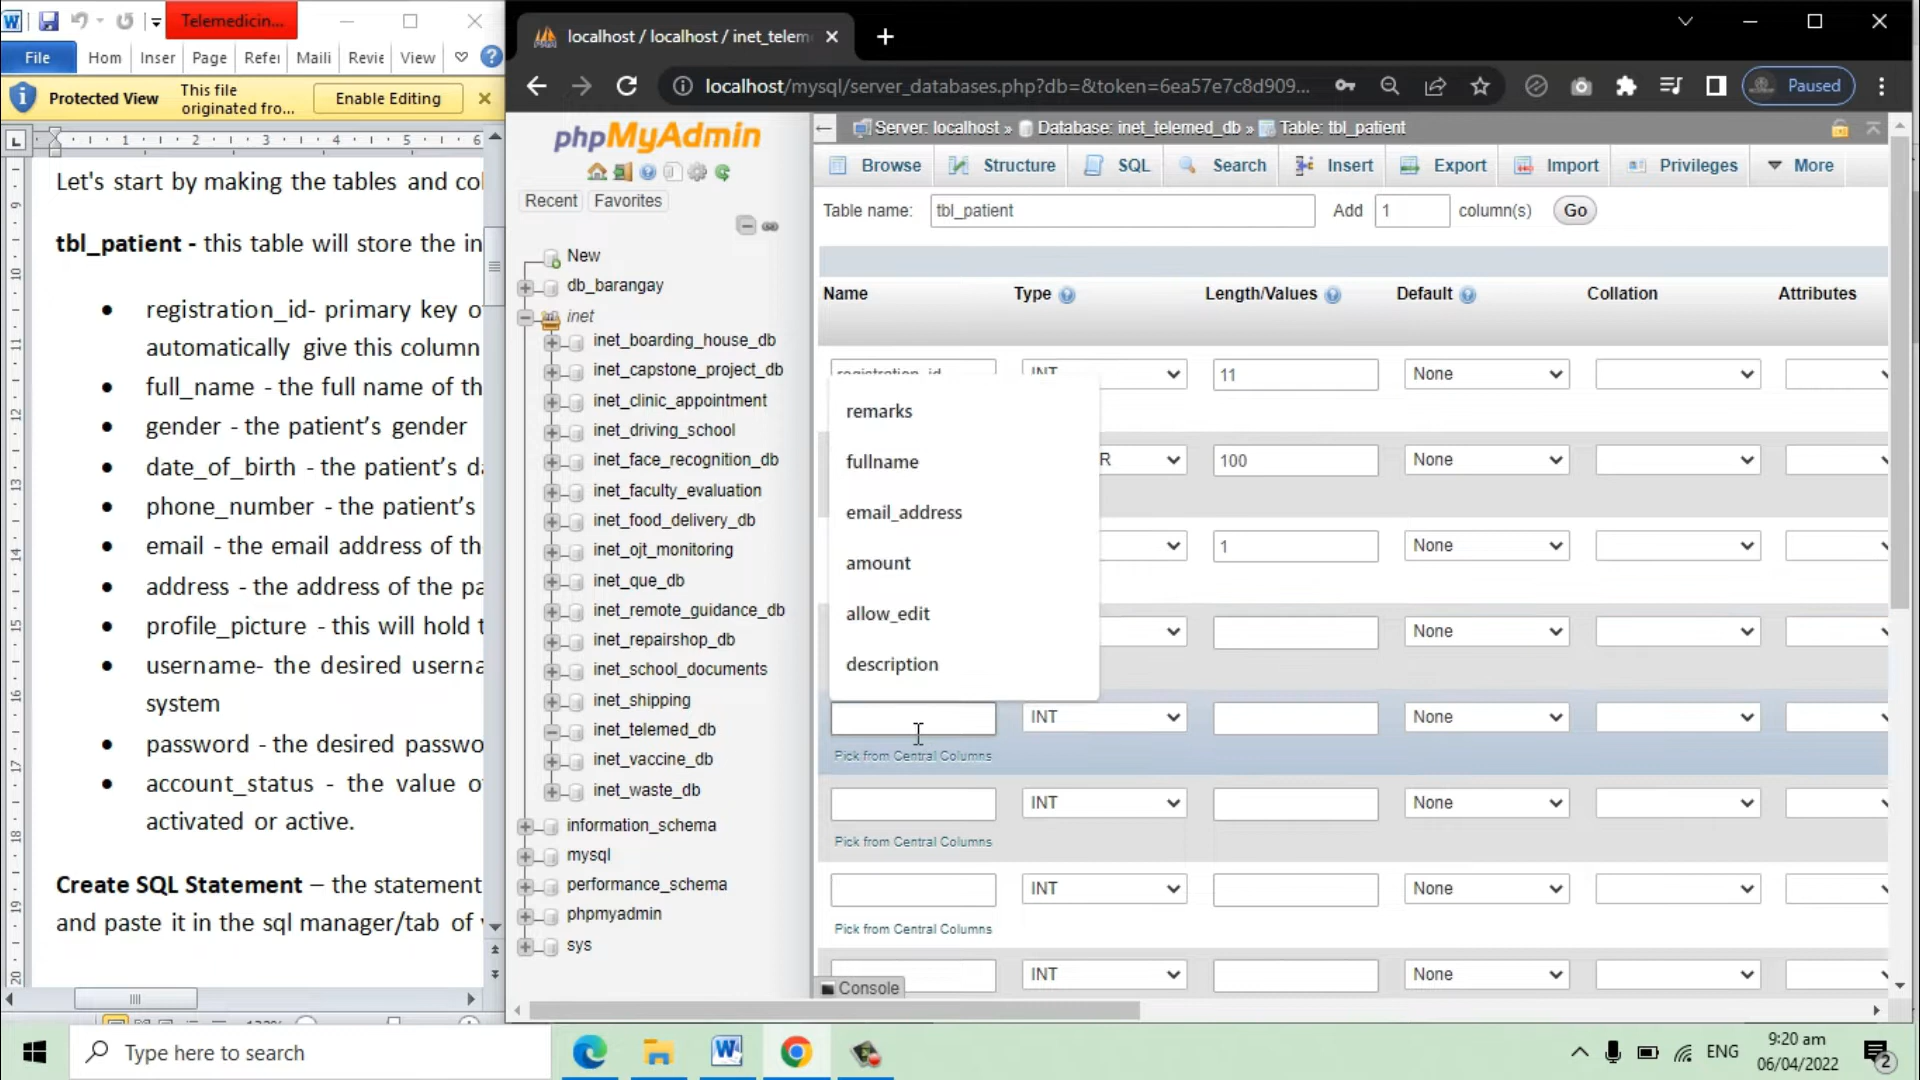 Telemedicin...
File
Hom
Inser
Page
Refer
Maili
Revie
View
Protected View
This file
originated fro...
Enable Editing
1 2 3 4 5 6
Let's start by making the tables and col
tbl_patient - this table will store the in
• registration_id- primary key o
automatically give this column
• full_name - the full name of th
• gender - the patient's gender
• date_of_birth - the patient's da
• phone_number - the patient's
• email - the email address of th
• address - the address of the pa
• profile_picture - this will hold t
• username- the desired userna
system
• password - the desired passwo
• account_status - the value o
activated or active.
Create SQL Statement – the statement
and paste it in the sql manager/tab of
localhost / localhost / inet_telem
localhost/mysql/server_databases.php?db=&token=6ea57e7c8d909...
Paused
phpMyAdmin
Recent
Favorites
New
db_barangay
inet
inet_boarding_house_db
inet_capstone_project_db
inet_clinic_appointment
inet_driving_school
inet_face_recognition_db
inet_faculty_evaluation
inet_food_delivery_db
inet_ojt_monitoring
inet_que_db
inet_remote_guidance_db
inet_repairshop_db
inet_school_documents
inet_shipping
inet_telemed_db
inet_vaccine_db
inet_waste_db
information_schema
mysql
performance_schema
phpmyadmin
sys
Server: localhost » Database: inet_telemed_db » Table: tbl_patient
Browse
Structure
SQL
Search
Insert
Export
Import
Privileges
More
Table name: tbl_patient Add 1 column(s) Go
Name Type Length/Values Default Collation Attributes
registration_id INT 11 None
R 100 None
1 None
None
remarks
fullname
email_address
amount
allow_edit
description
INT None
Pick from Central Columns
INT None
Pick from Central Columns
INT None
Pick from Central Columns
INT None
Console
Type here to search
ENG
9:20 am
06/04/2022
2